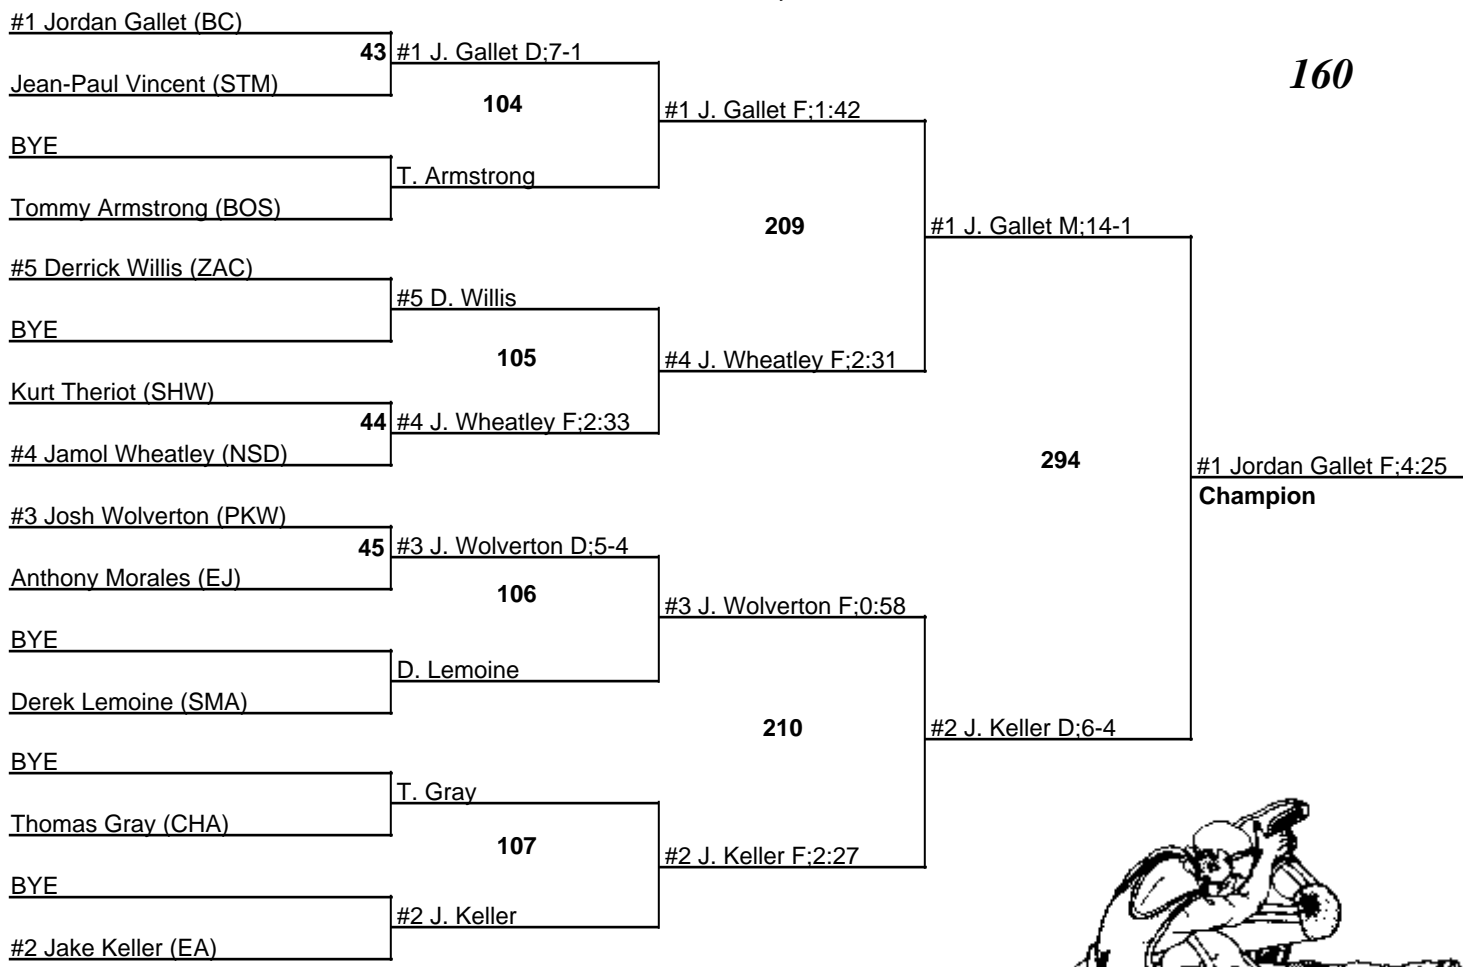 #1 Jordan Gallet (BC)
43 #1 J. Gallet D;7-1
160
Jean-Paul Vincent (STM)
104
#1 J. Gallet F;1:42
BYE
T. Armstrong
Tommy Armstrong (BOS)
209
#1 J. Gallet M;14-1
#5 Derrick Willis (ZAC)
#5 D. Willis
BYE
105
#4 J. Wheatley F;2:31
Kurt Theriot (SHW)
44 #4 J. Wheatley F;2:33
#4 Jamol Wheatley (NSD)
294
#1 Jordan Gallet F;4:25
Champion
#3 Josh Wolverton (PKW)
45 #3 J. Wolverton D;5-4
Anthony Morales (EJ)
106
#3 J. Wolverton F;0:58
BYE
D. Lemoine
Derek Lemoine (SMA)
210
#2 J. Keller D;6-4
BYE
T. Gray
Thomas Gray (CHA)
107
#2 J. Keller F;2:27
BYE
#2 J. Keller
#2 Jake Keller (EA)